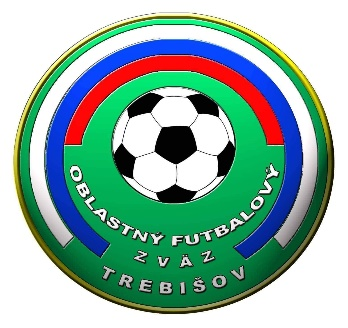 OBLASTNÝ FUTBALOVÝ
ZVÄZ
TREBIŠOV